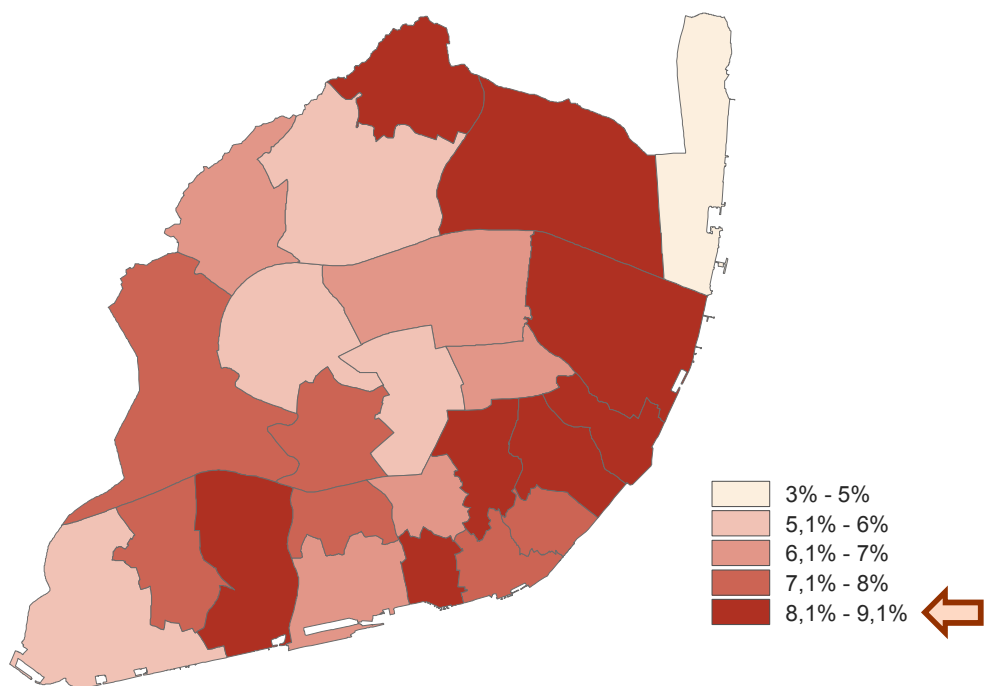 3% - 5%
5,1% - 6%
6,1% - 7%
7,1% - 8%
8,1% - 9,1%